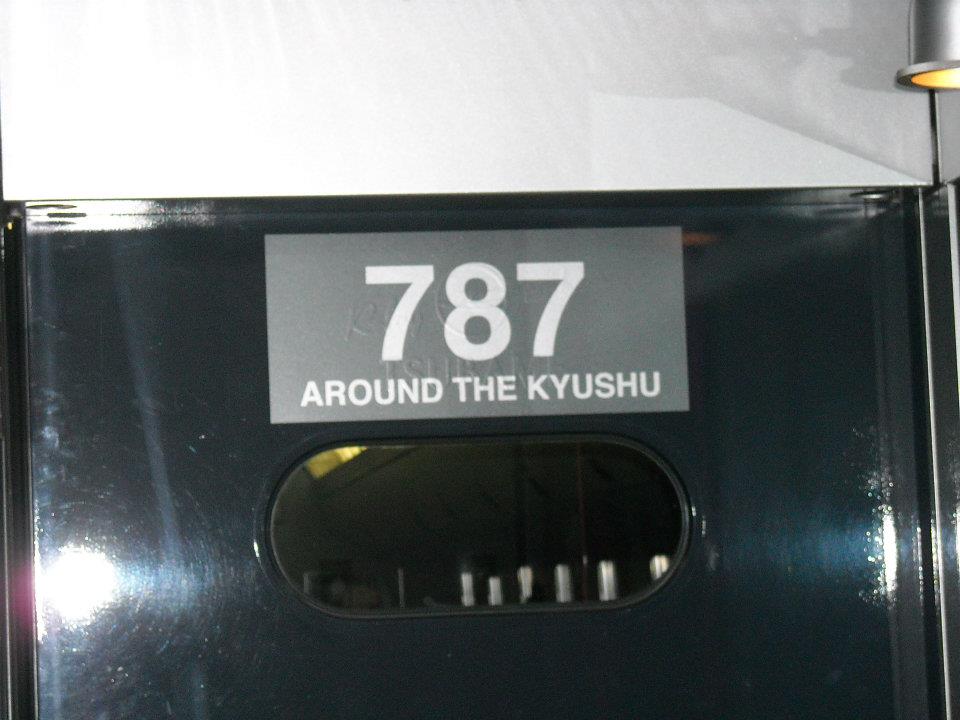 787
AROUND THE KYUSHU